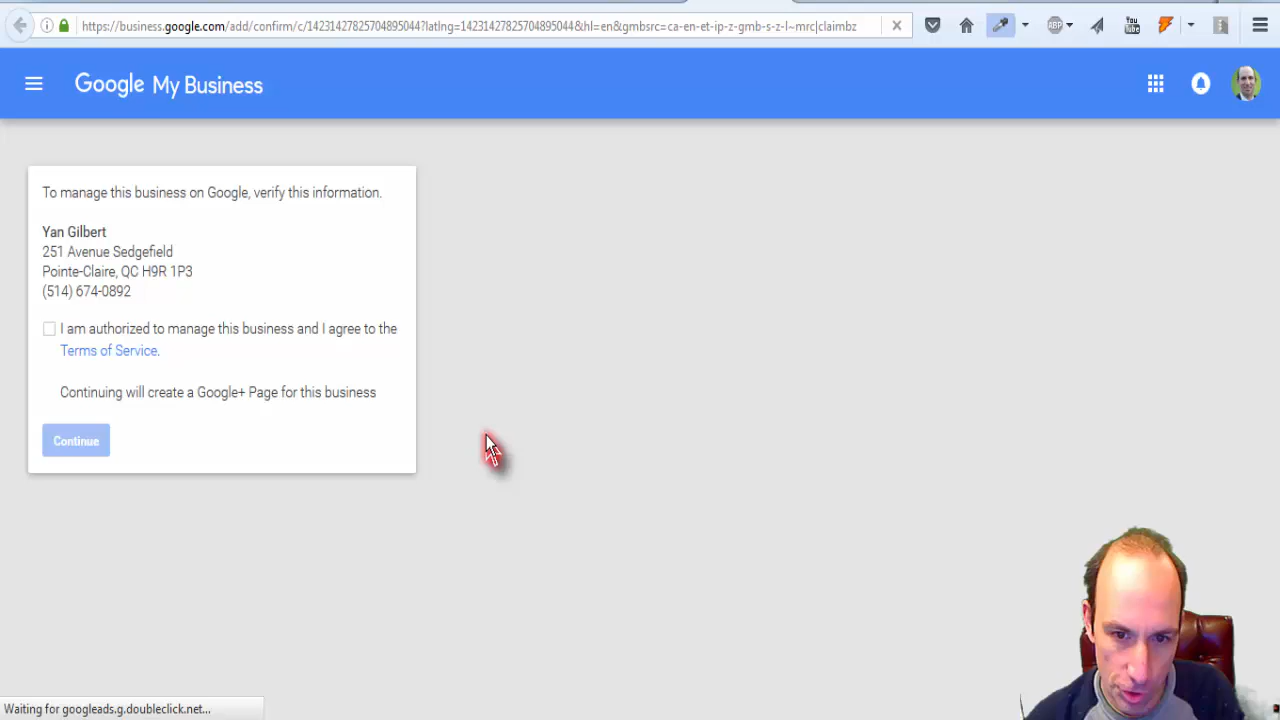 https://business.google.com/add/confirm/c/14231427825704895044?latlng=14231427825704895044&hl=en&gmbsrc=ca-en-et-ip-z-gmb-s-z-l~mrc|claimbz
ABP
You Tube
Google My Business
To manage this business on Google, verify this information.
Yan Gilbert
251 Avenue Sedgefield
Pointe-Claire, QC H9R 1P3
(514) 674-0892
I am authorized to manage this business and I agree to the
Terms of Service.
Continuing will create a Google+ Page for this business
Continue
Waiting for googleads.g.doubleclick.net...